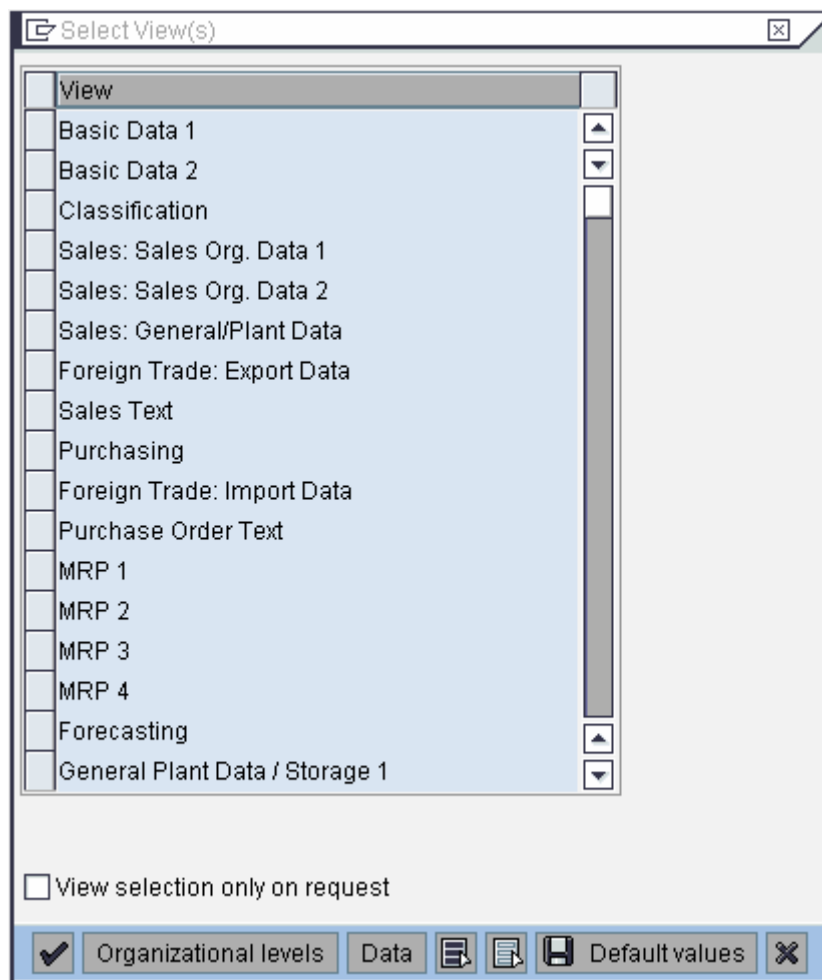 Select View(s)
View
Basic Data 1
Basic Data 2
Classification
Sales: Sales Org. Data 1
Sales: Sales Org. Data 2
Sales: General/Plant Data
Foreign Trade: Export Data
Sales Text
Purchasing
Foreign Trade: Import Data
Purchase Order Text
MRP 1
MRP 2
MRP 3
MRP 4
Forecasting
General Plant Data / Storage 1
View selection only on request
Organizational levels Data Default values